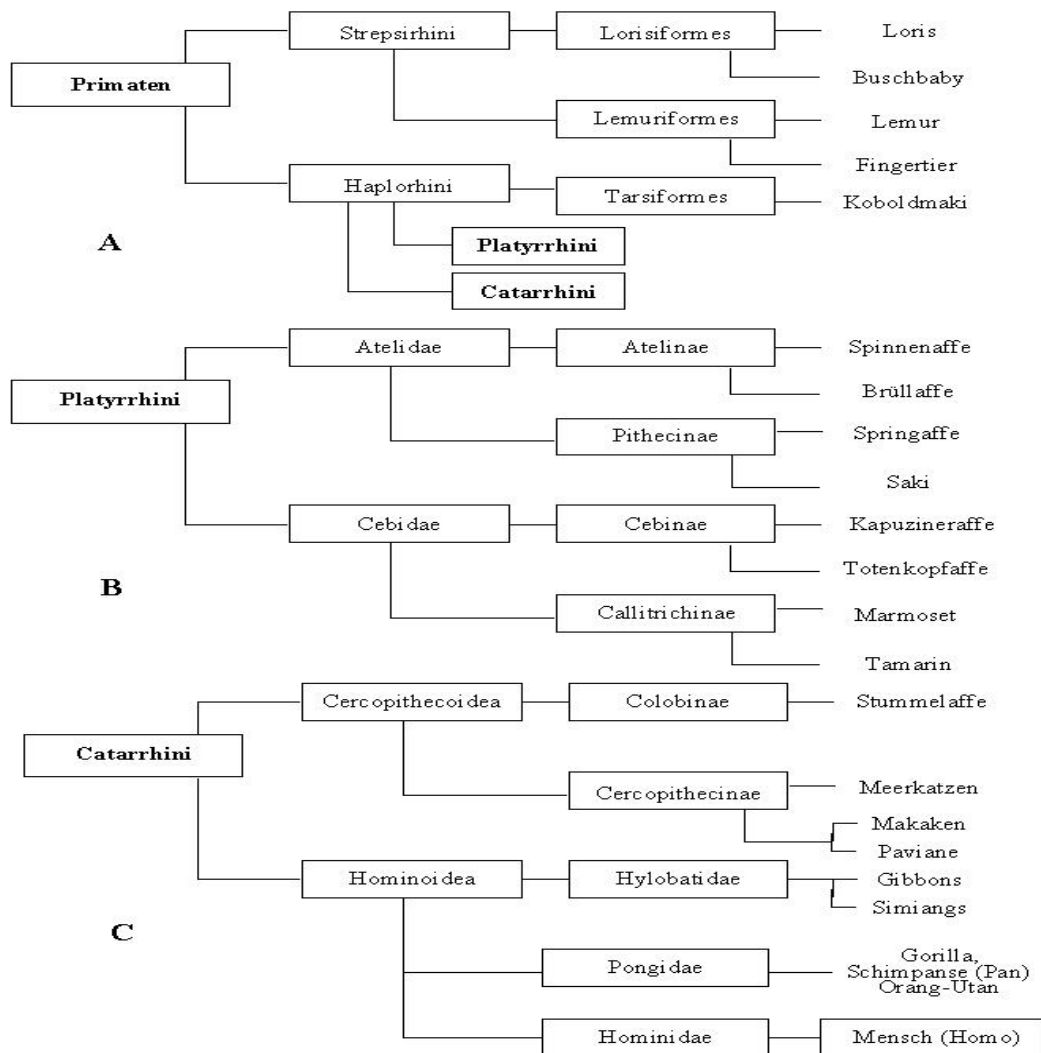 Strepsirhini Lorisiformes Loris
Primaten
Buschbaby
Lemuriformes Lemur
Fingertier
Haplorhini Tarsiformes Koboldmaki
A
Platyrrhini
Catarrhini
Atelidae Atelinae Spinnenaffe
Platyrrhini
Brüllaffe
Pithecinae Springaffe
Saki
Cebidae Cebinae Kapuzineraffe
B
Totenkopfaffe
Callitrichinae Marmoset
Tamarin
Cercopithecoidea Colobinae Stummelaffe
Catarrhini
Cercopithecinae Meerkatzen
Makaken
Paviane
Hominoidea Hylobatidae Gibbons
Simiangs
C
Pongidae
Gorilla,
Schimpanse (Pan)
Orang-Utan
Hominidae Mensch (Homo)